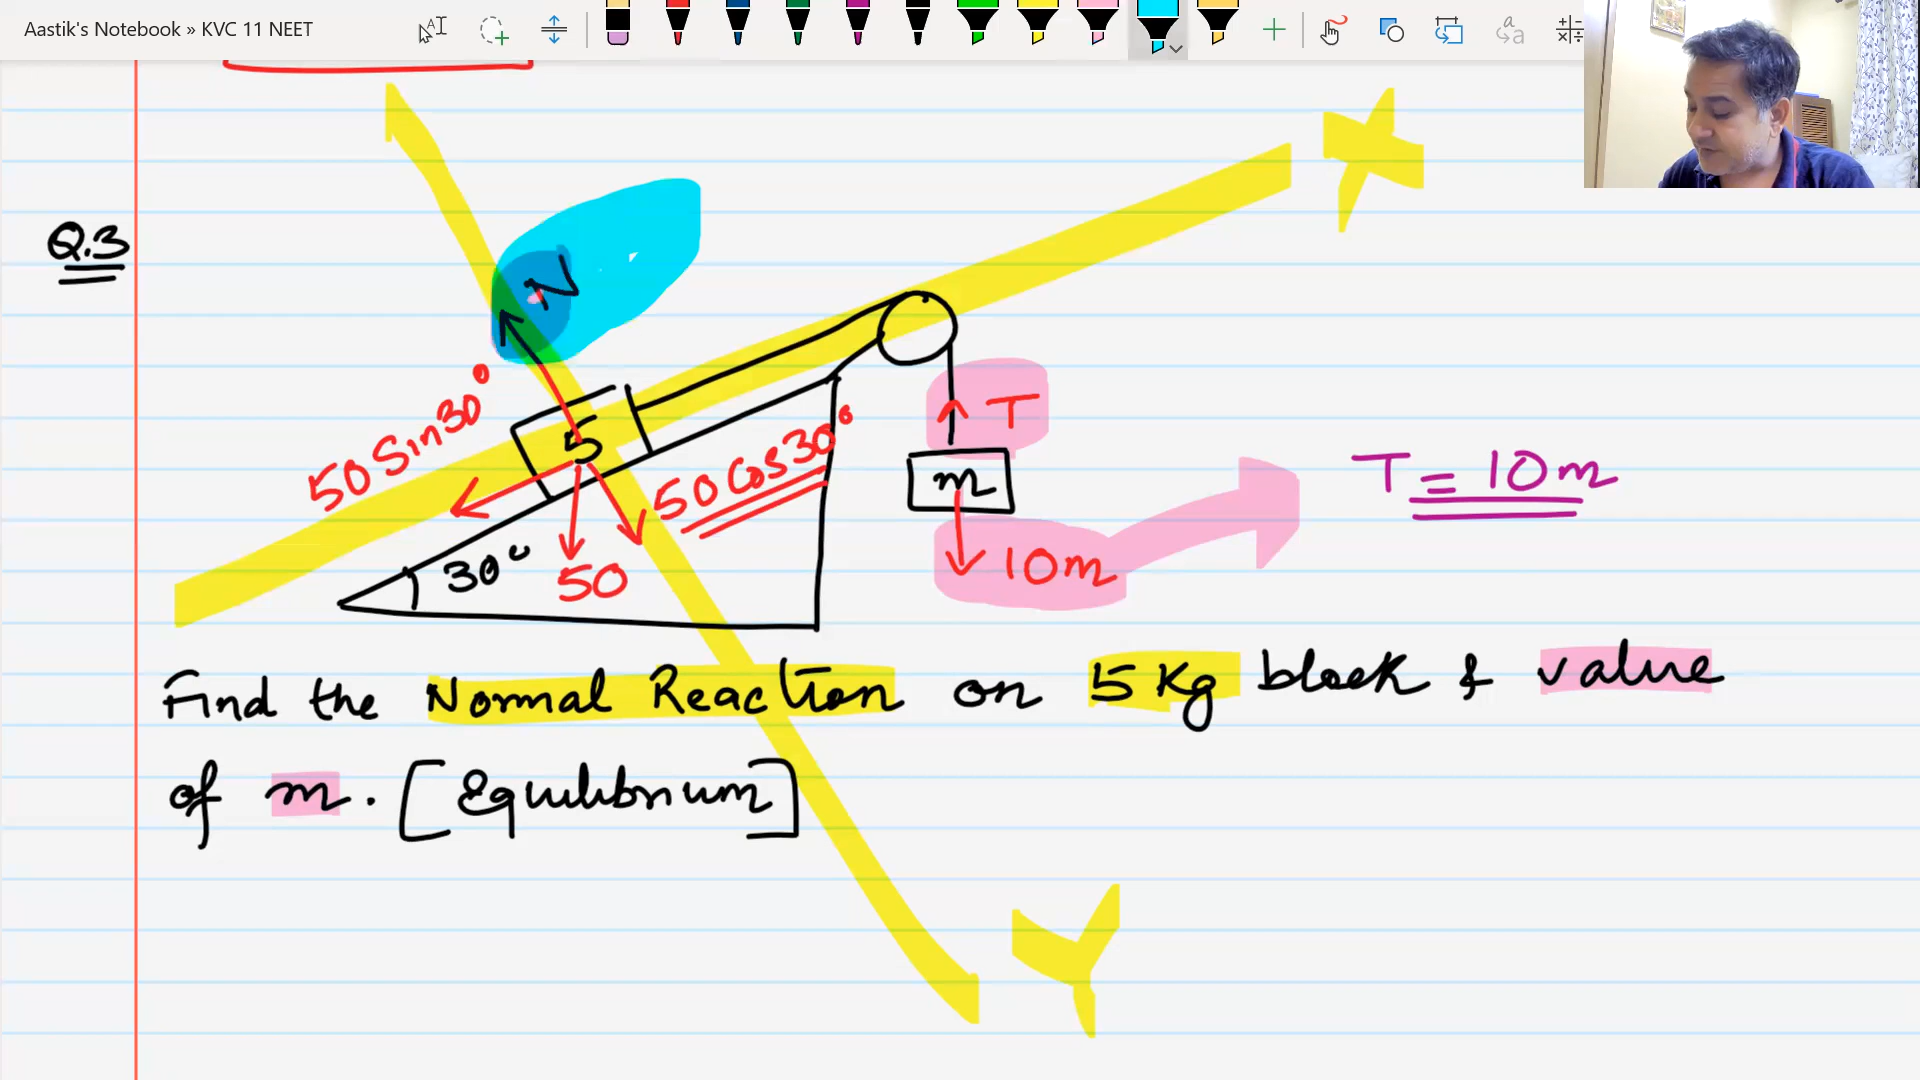 Aastik's Notebook » KVC 11 NEET
Q.3
N
50 Sin30°
5
50 Cos30°
T
m
T = 10m
30°
50
10m
X
Find the Normal Reaction on 5 Kg block & value
of m. [Equilibrium]
Y